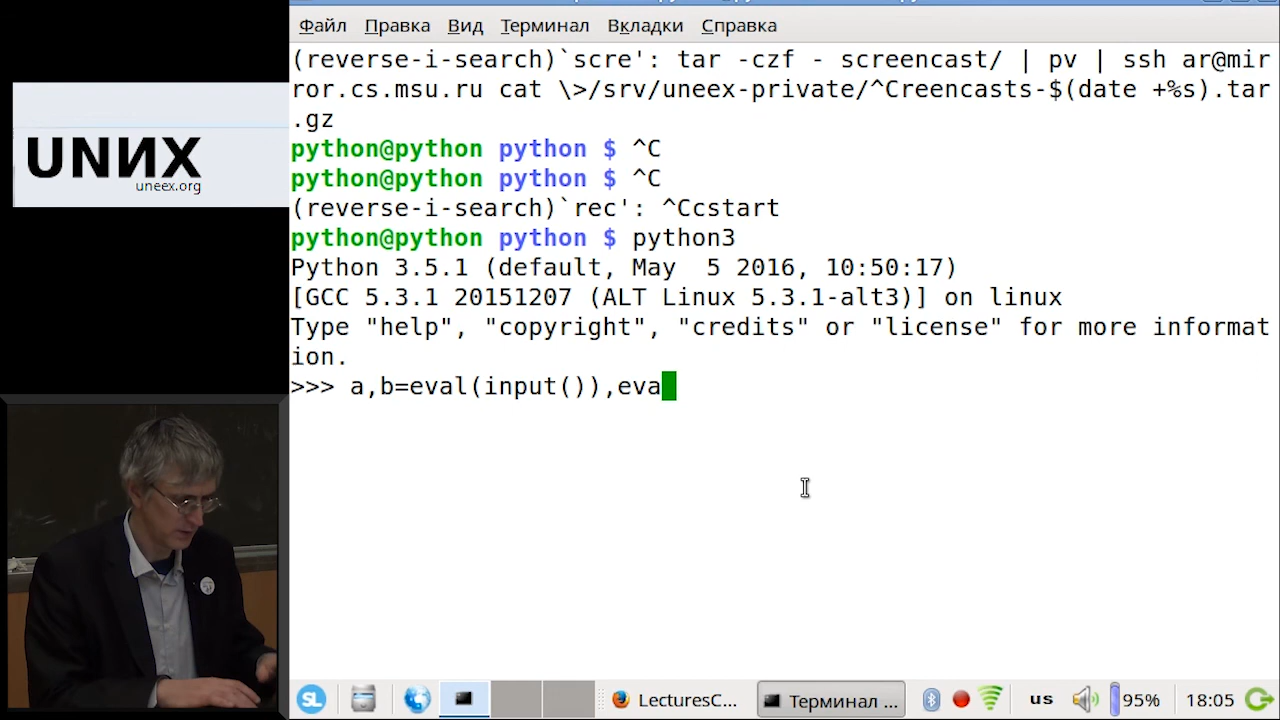 UNИX
uneex.org
Файл Правка Вид Терминал Вкладки Справка
(reverse-i-search)`scre': tar -czf - screencast/ | pv | ssh ar@mir
ror.cs.msu.ru cat \>/srv/uneex-private/^Creencasts-$(date +%s).tar
.gz
python@python python $ ^C
python@python python $ ^C
(reverse-i-search)`rec': ^Ccstart
python@python python $ python3
Python 3.5.1 (default, May  5 2016, 10:50:17)
[GCC 5.3.1 20151207 (ALT Linux 5.3.1-alt3)] on linux
Type "help", "copyright", "credits" or "license" for more informat
ion.
>>> a,b=eval(input()),eva
SL LecturesC... Терминал ... us 95% 18:05